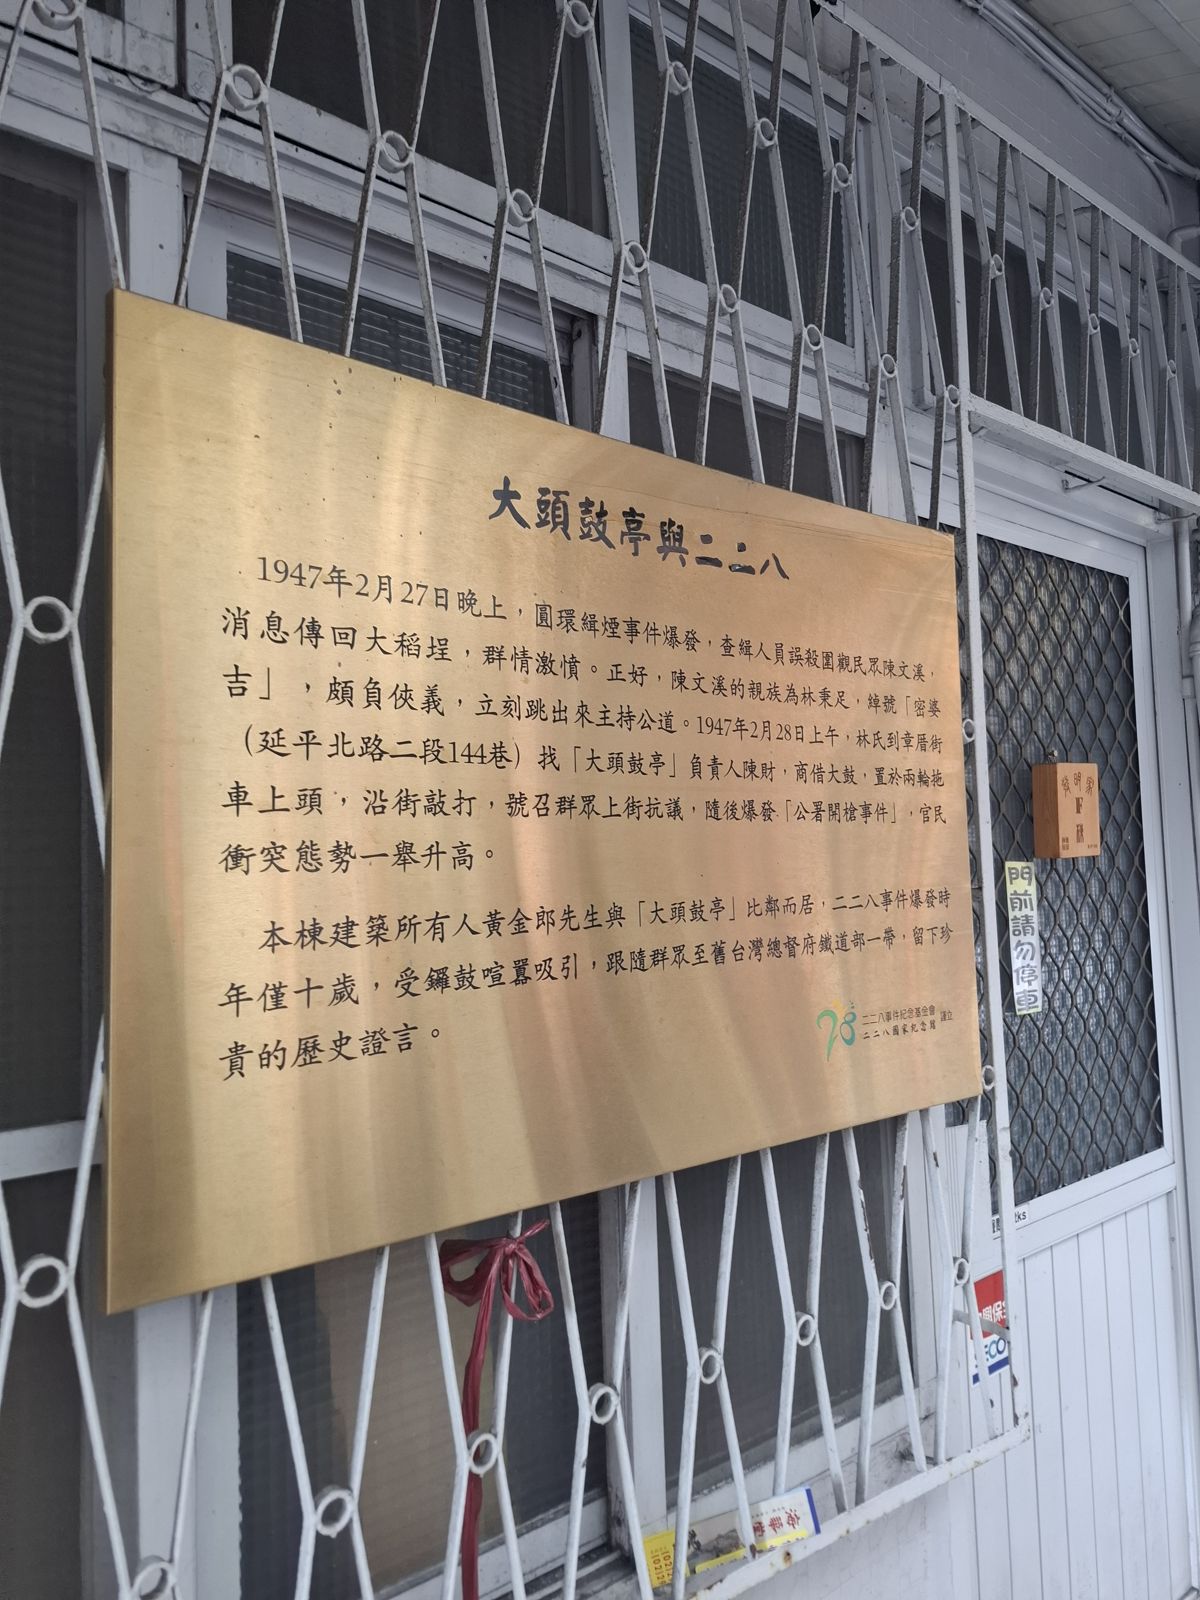 大頭鼓亭與二二八
1947年2月27日晚上，圓環緝煙事件爆發，查緝人員誤殺圍觀民眾陳文溪，
消息傳回大稻埕，群情激憤。正好，陳文溪的親族為林秉足，綽號「密婆
吉」，頗負俠義，立刻跳出來主持公道。1947年2月28日上午，林氏到章厝街
（延平北路二段144巷）找「大頭鼓亭」負責人陳財，商借大鼓，置於兩輪拖
車上頭，沿街敲打，號召群眾上街抗議，隨後爆發「公署開槍事件」，官民
衝突態勢一舉升高。
本棟建築所有人黃金郎先生與「大頭鼓亭」比鄰而居，二二八事件爆發時
年僅十歲，受鑼鼓喧囂吸引，跟隨群眾至舊台灣總督府鐵道部一帶，留下珍
貴的歷史證言。
228
二二八事件紀念基金會
二二八國家紀念館
謹立
發明家
門前請勿停車
tks